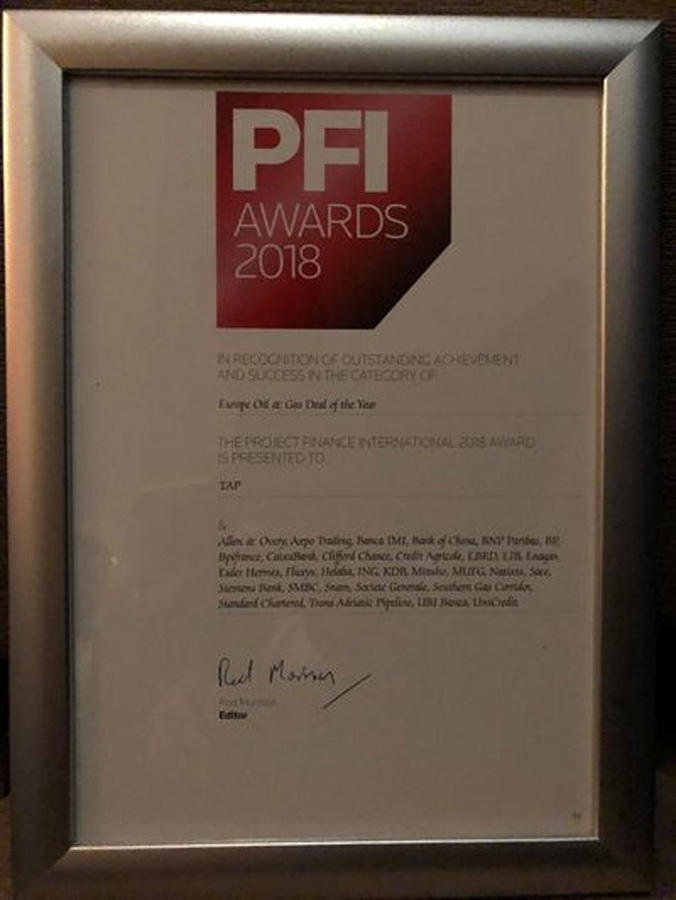 PFI
AWARDS
2018
IN RECOGNITION OF OUTSTANDING ACHIEVEMENT
AND SUCCESS IN THE CATEGORY OF
Europe Oil & Gas Deal of the Year
THE PROJECT FINANCE INTERNATIONAL 2018 AWARD
IS PRESENTED TO
TAP
&
Allen & Overy, Axpo Trading, Banca IMI, Bank of China, BNP Paribas, BP,
Bpifrance, CaixaBank, Clifford Chance, Credit Agricole, EBRD, EIB, Enagas,
Euler Hermes, Fluxys, Helaba, ING, KDB, Mizuho, MUFG, Natixis, Sace,
Siemens Bank, SMBC, Snam, Societe Generale, Southern Gas Corridor,
Standard Chartered, Trans Adriatic Pipeline, UBI Banca, UniCredit
Rod Morrison
Rod Morrison
Editor